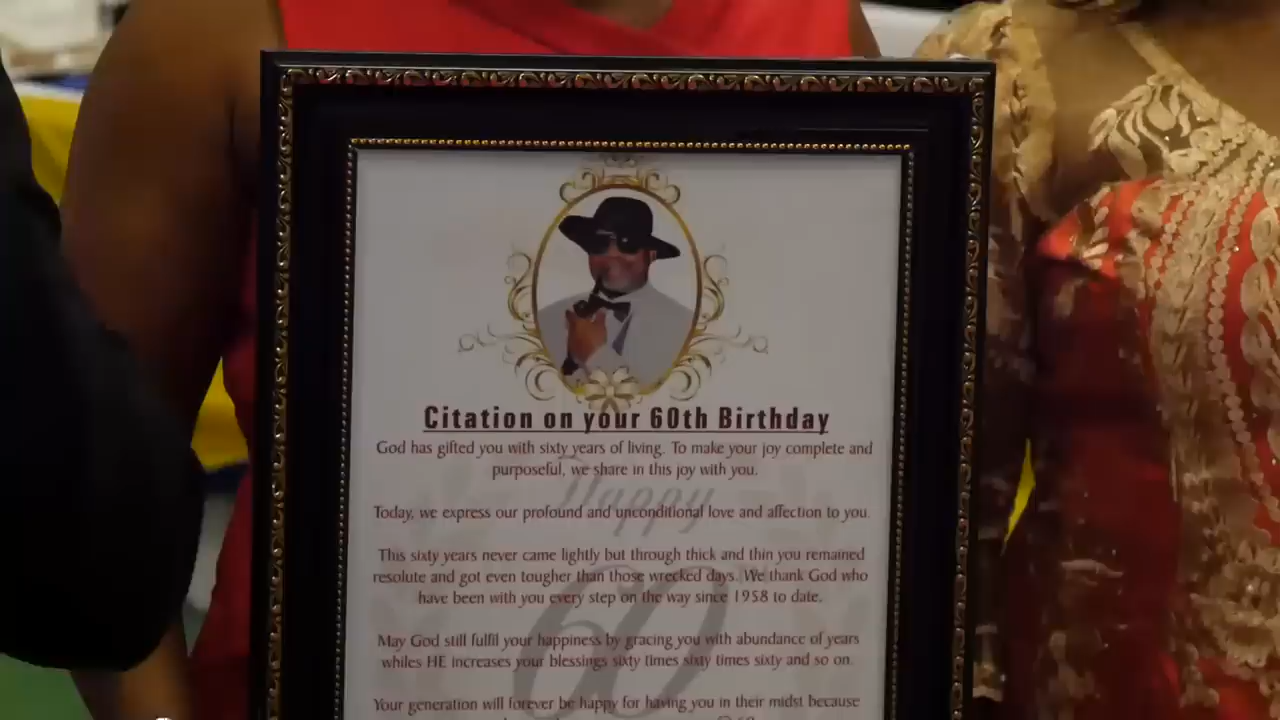 Citation on your 60th Birthday
God has gifted you with sixty years of living. To make your joy complete and
purposeful, we share in this joy with you.
Happy
Today, we express our profound and unconditional love and affection to you.
This sixty years never came lightly but through thick and thin you remained
resolute and got even tougher than those wrecked days. We thank God who
have been with you every step on the way since 1958 to date.
60
May God still fulfil your happiness by gracing you with abundance of years
whiles HE increases your blessings sixty times sixty times sixty and so on.
Your generation will forever be happy for having you in their midst because